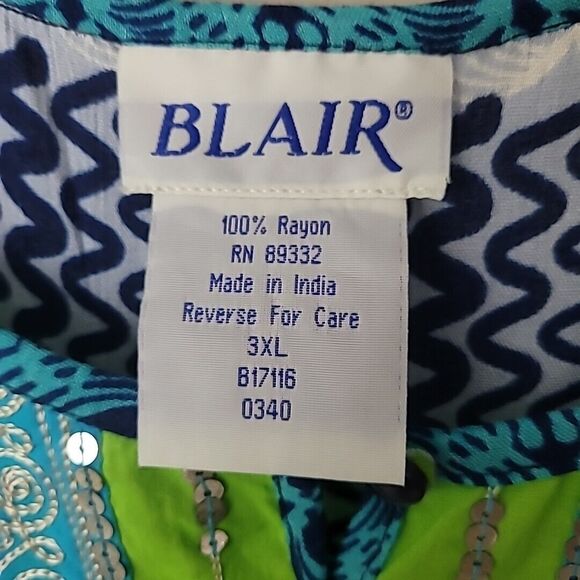 BLAIR®
100% Rayon
RN 89332
Made in India
Reverse For Care
3XL
B17116
0340